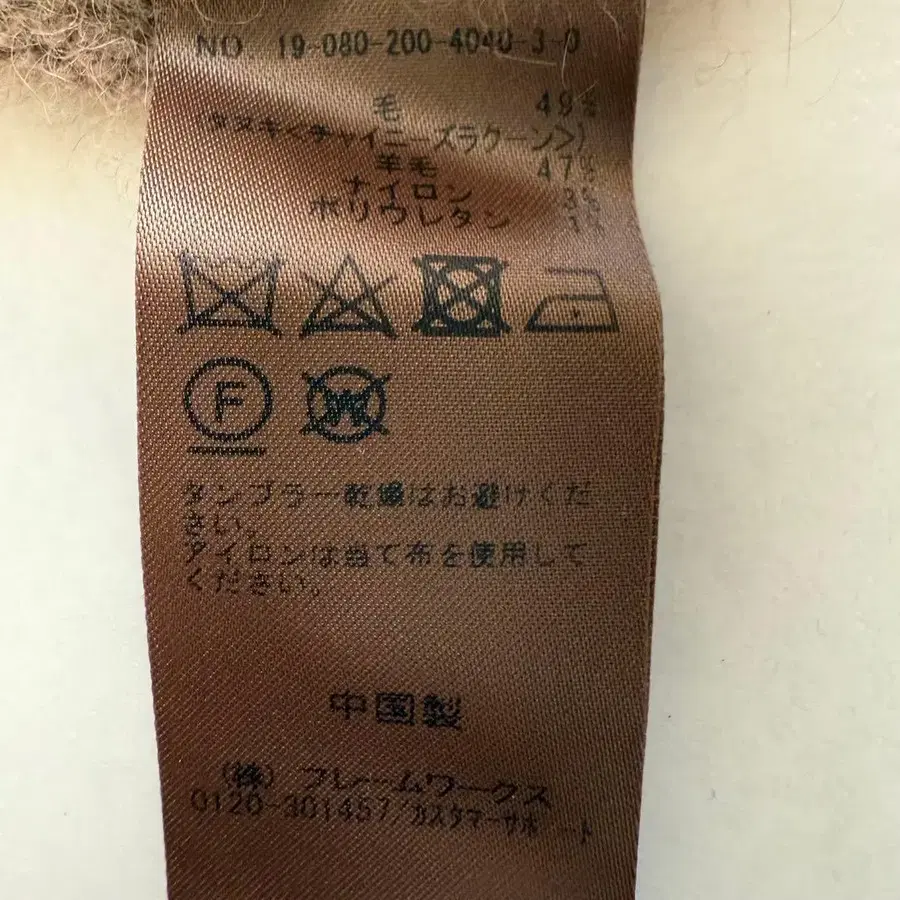 NO 19-080-200-4040-3-0
毛 49%
タヌキ<チャイニーズラクーン>)
羊毛 47%
ナイロン 3%
ポリウレタン 1%
F
W
タンブラー乾燥はお避けくだ
さい。
アイロンは当て布を使用して
ください。
中国製
(株) フレームワークス
0120-301457/カスタマーサポート